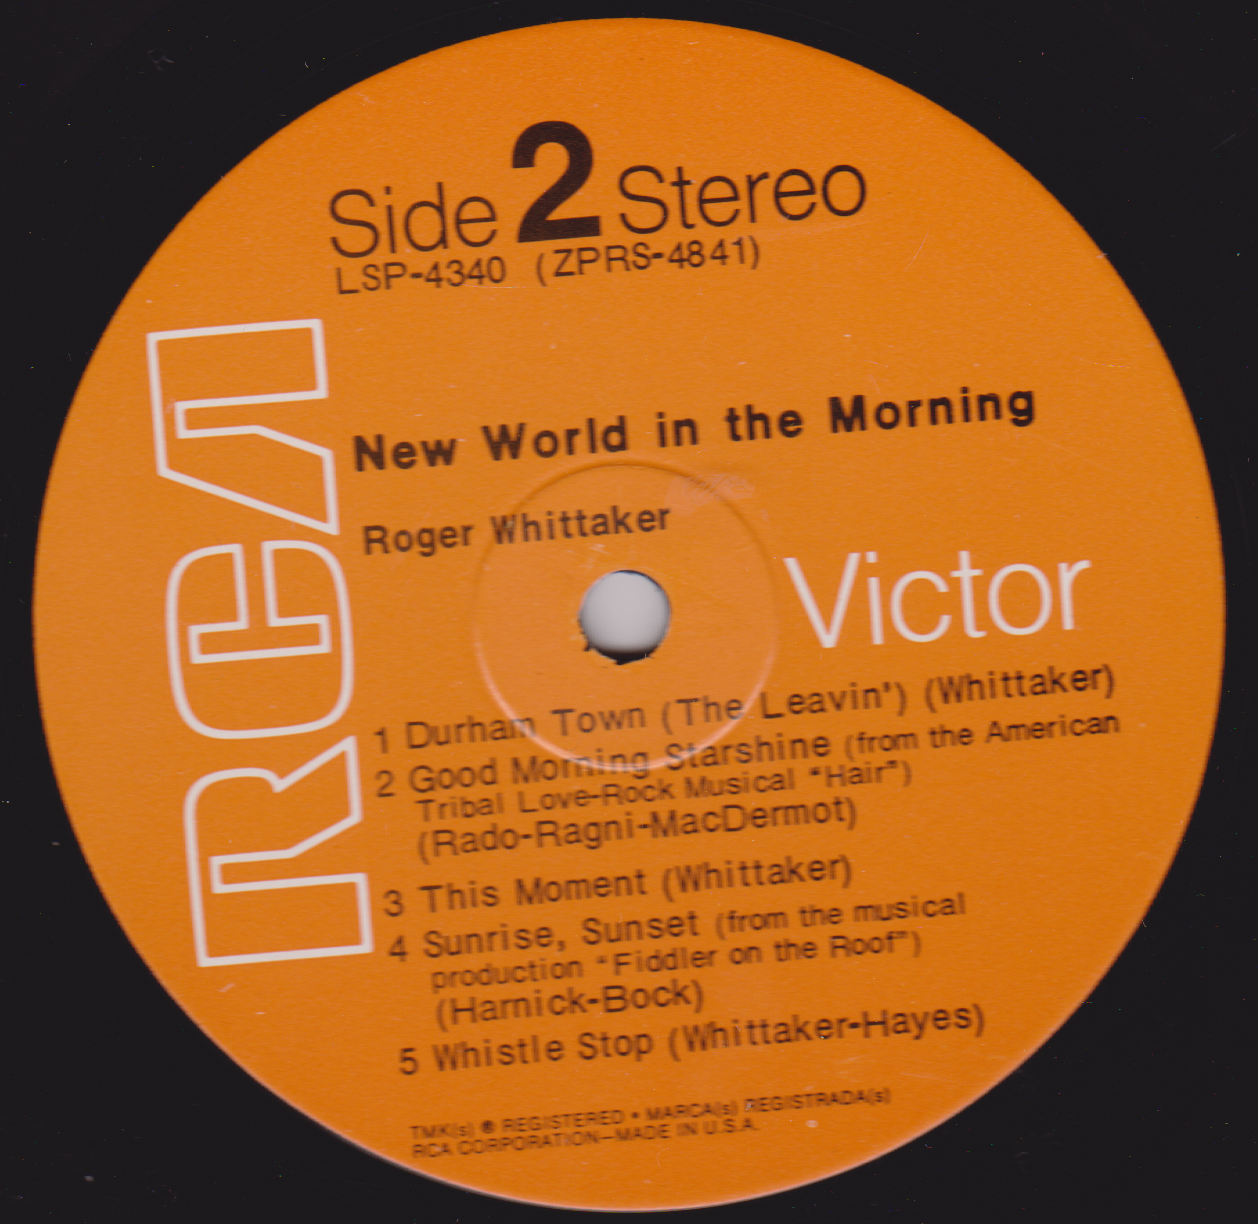 Side 2 Stereo
LSP-4340 (ZPRS-4841)
RCA
New World in the Morning
Roger Whittaker
Victor
1 Durham Town (The Leavin') (Whittaker)
2 Good Morning Starshine (from the American
Tribal Love-Rock Musical "Hair")
(Rado-Ragni-MacDermot)
3 This Moment (Whittaker)
4 Sunrise, Sunset (from the musical
production "Fiddler on the Roof")
(Harnick-Bock)
5 Whistle Stop (Whittaker-Hayes)
TMK(s) ® REGISTERED • MARCA(s) REGISTRADA(s)
RCA CORPORATION—MADE IN U.S.A.